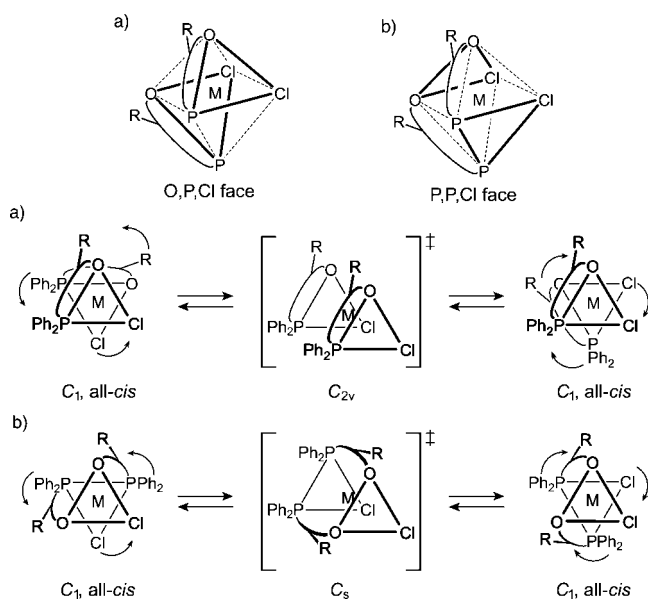 a)
b)
R
O
Cl
O
M
Cl
R
P
P
R
O
Cl
O
M
Cl
R
P
P
O,P,Cl face
P,P,Cl face
a)
R
O
R
Ph₂P
O
M
Ph₂P
Cl
Cl
C₁, all-cis
R
O
R
O
M
Ph₂P
Cl
Ph₂P
Cl
‡
C₂ᵥ
R
O
Cl
R
O
M
Ph₂P
Cl
P
Ph₂
C₁, all-cis
b)
R
O
Ph₂P
PPh₂
M
R
O
Cl
Cl
C₁, all-cis
Ph₂P
R
O
M
Ph₂P
Cl
R
O
Cl
‡
Cₛ
R
O
Ph₂P
Cl
M
O
Cl
R
PPh₂
C₁, all-cis